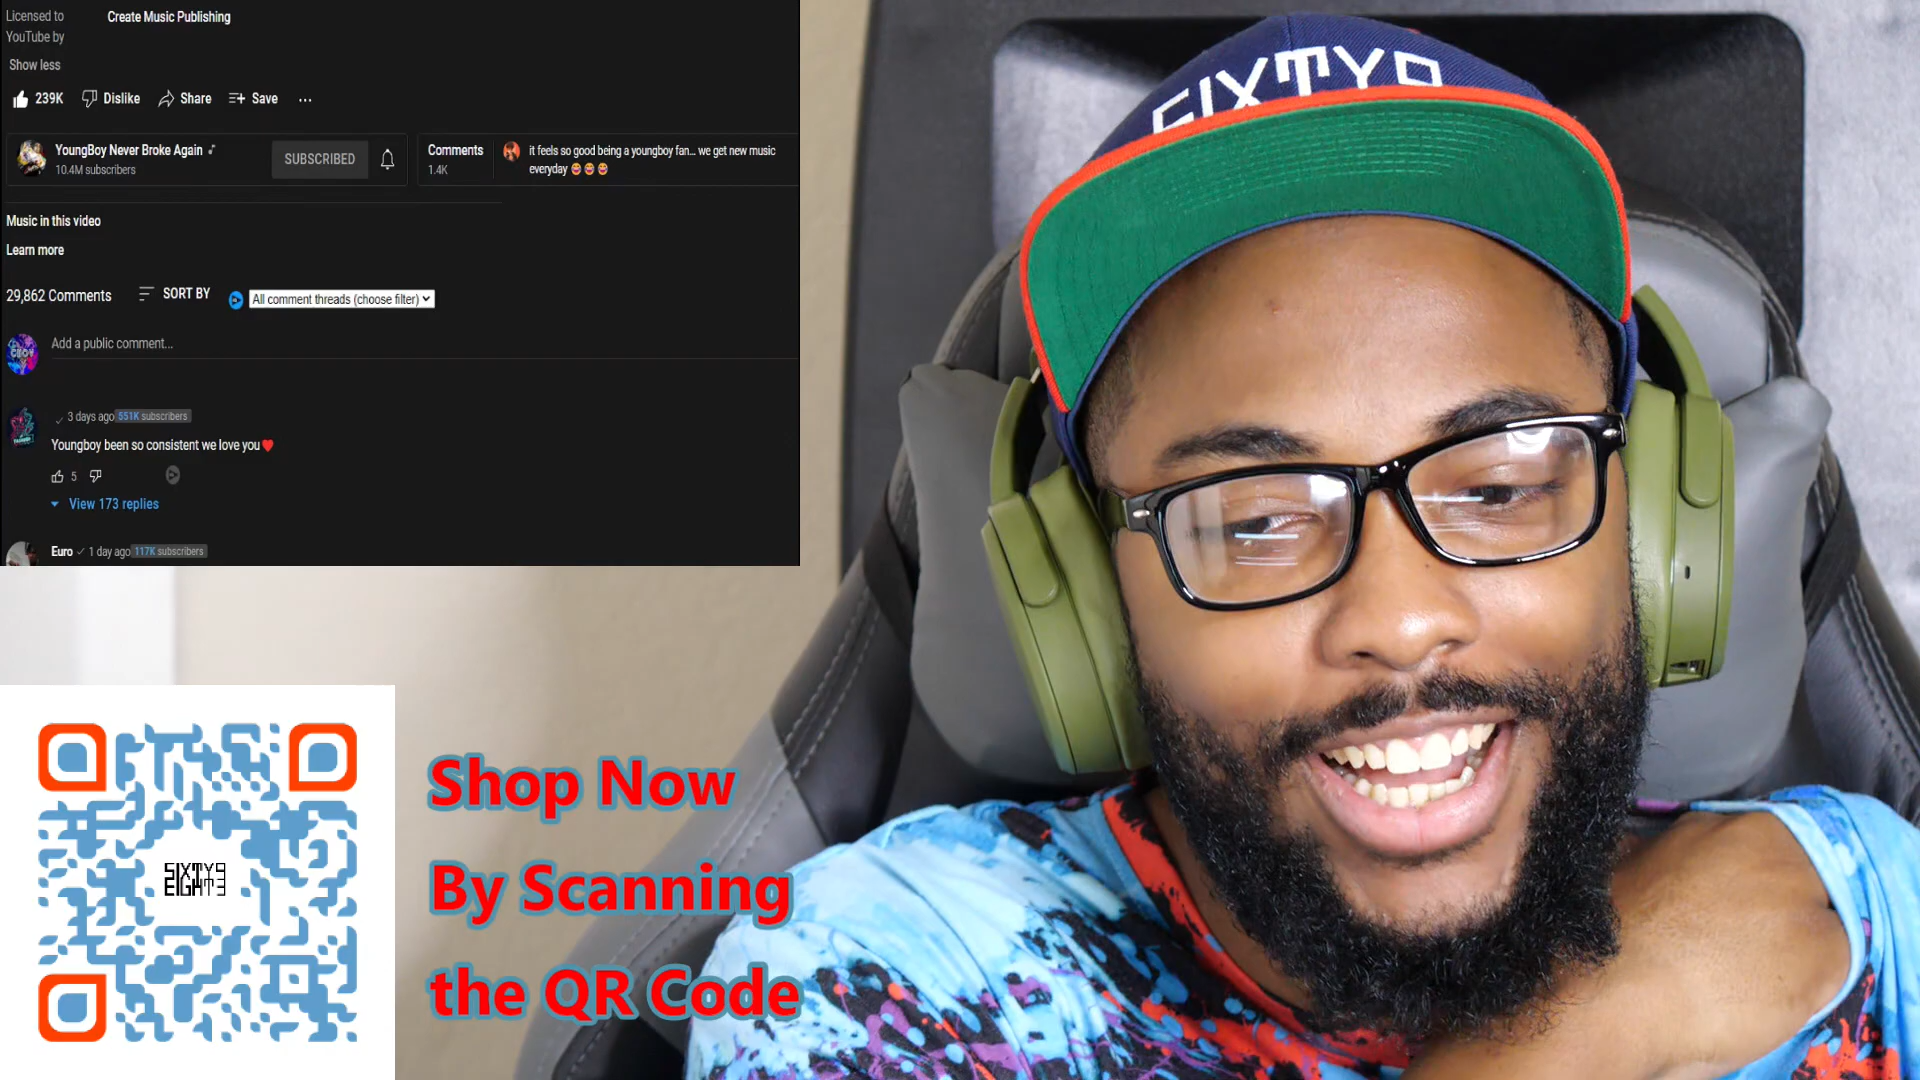 Licensed to
YouTube by
Create Music Publishing
Show less
239K Dislike Share Save ...
YoungBoy Never Broke Again
10.4M subscribers
SUBSCRIBED
Comments
1.4K
it feels so good being a youngboy fan... we get new music
everyday
Music in this video
Learn more
29,862 Comments SORT BY All comment threads (choose filter)
Add a public comment...
3 days ago 551K subscribers
Youngboy been so consistent we love you
5
View 173 replies
Euro 1 day ago 117K subscribers
SIXTY9
SIXTY9
EIGHT3
Shop Now
By Scanning
the QR Code